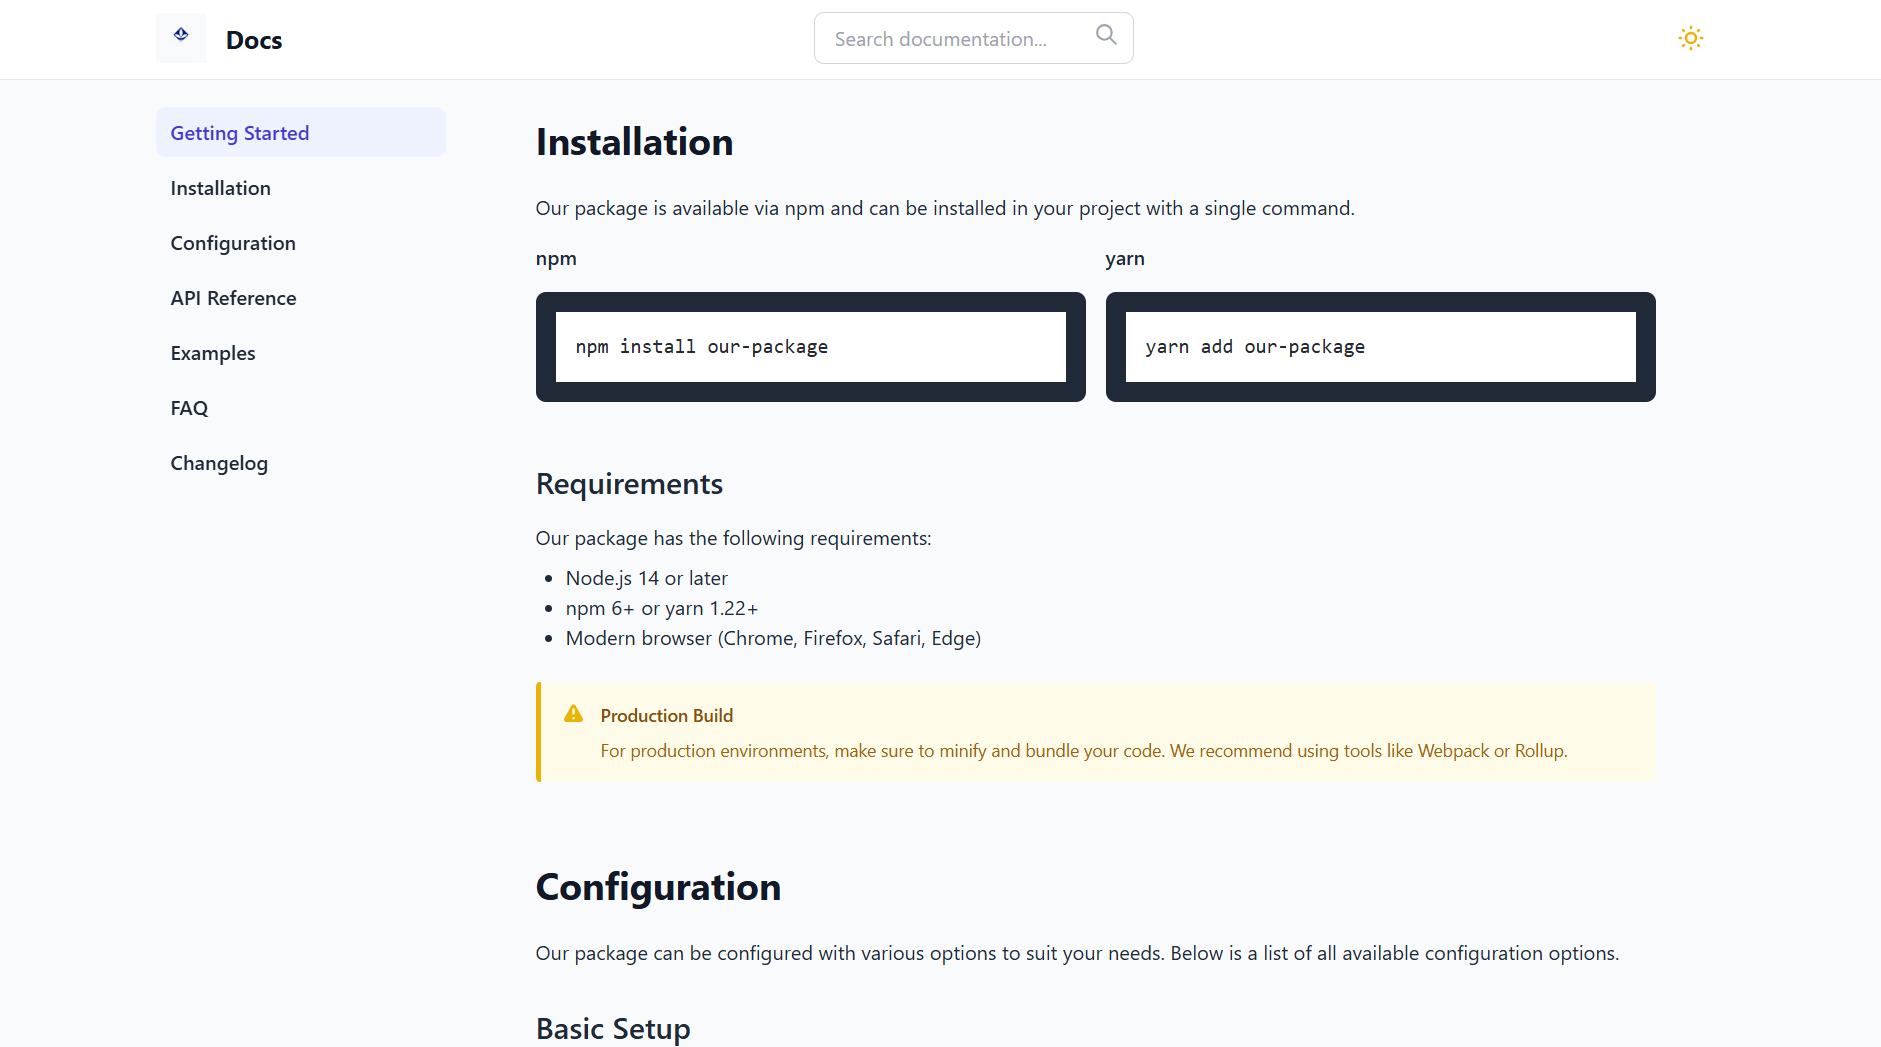 Docs
Search documentation...
Getting Started
Installation
Configuration
API Reference
Examples
FAQ
Changelog
Installation
Our package is available via npm and can be installed in your project with a single command.
npm
npm install our-package
yarn
yarn add our-package
Requirements
Our package has the following requirements:
Node.js 14 or later
npm 6+ or yarn 1.22+
Modern browser (Chrome, Firefox, Safari, Edge)
Production Build
For production environments, make sure to minify and bundle your code. We recommend using tools like Webpack or Rollup.
Configuration
Our package can be configured with various options to suit your needs. Below is a list of all available configuration options.
Basic Setup